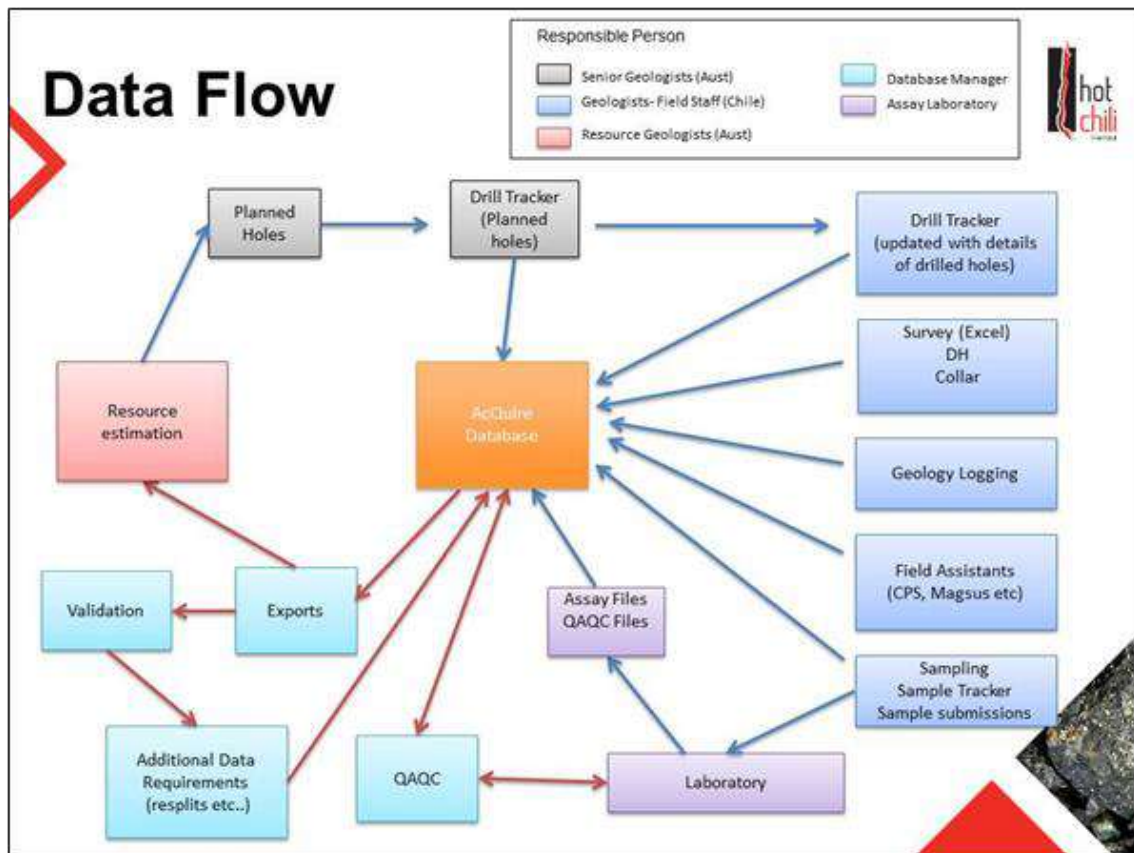 Data Flow
Responsible Person
Senior Geologists (Aust)
Geologists- Field Staff (Chile)
Resource Geologists (Aust)
Database Manager
Assay Laboratory
hot
chili
Planned
Holes
Drill Tracker
(Planned
holes)
Drill Tracker
(updated with details
of drilled holes)
Survey (Excel)
DH
Collar
Resource
estimation
AcQuire
Database
Geology Logging
Field Assistants
(CPS, Magsus etc)
Validation
Exports
Assay Files
QAQC Files
Sampling
Sample Tracker
Sample submissions
Additional Data
Requirements
(resplits etc..)
QAQC
Laboratory